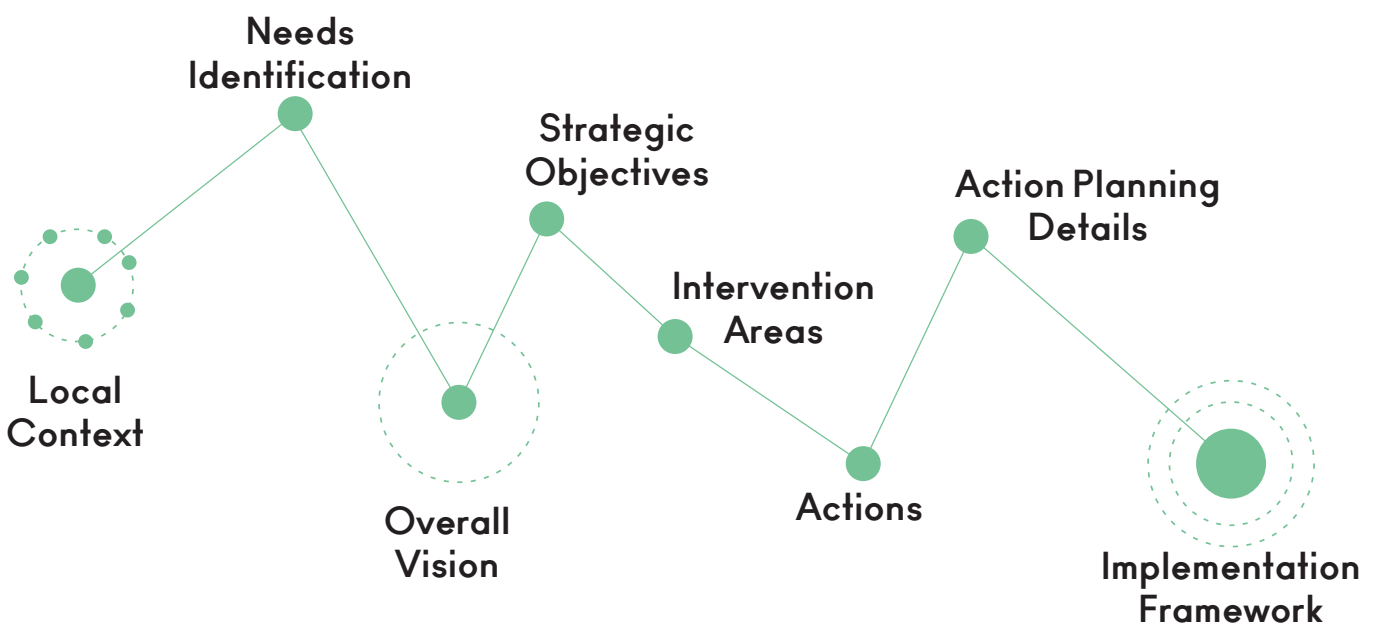 Needs
Identification
Strategic
Objectives
Action Planning
Details
Intervention
Areas
Local
Context
Overall
Vision
Actions
Implementation
Framework